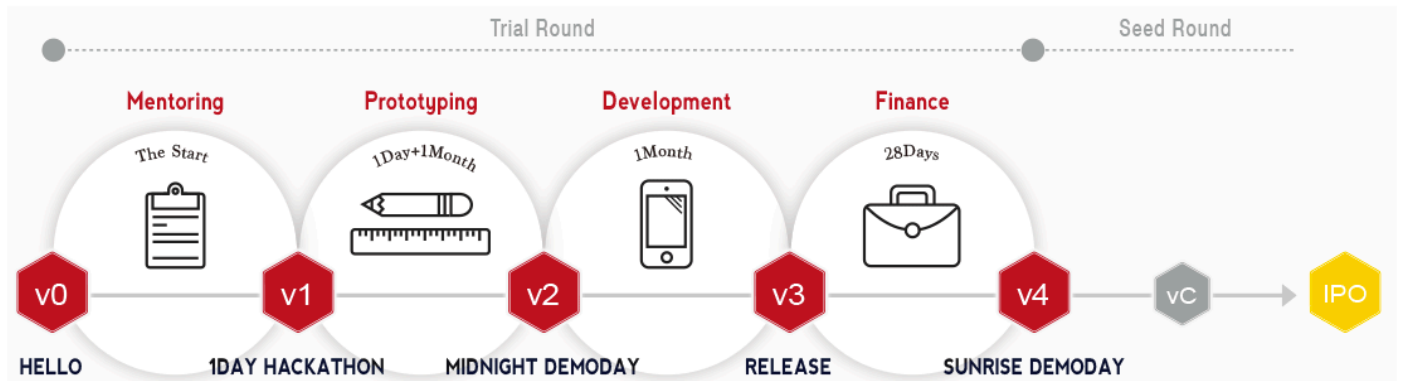 Trial Round
Seed Round
Mentoring
Prototyping
Development
Finance
The Start
1Day+1Month
1Month
28Days
v0
v1
v2
v3
v4
vC
IPO
HELLO
1DAY HACKATHON
MIDNIGHT DEMODAY
RELEASE
SUNRISE DEMODAY